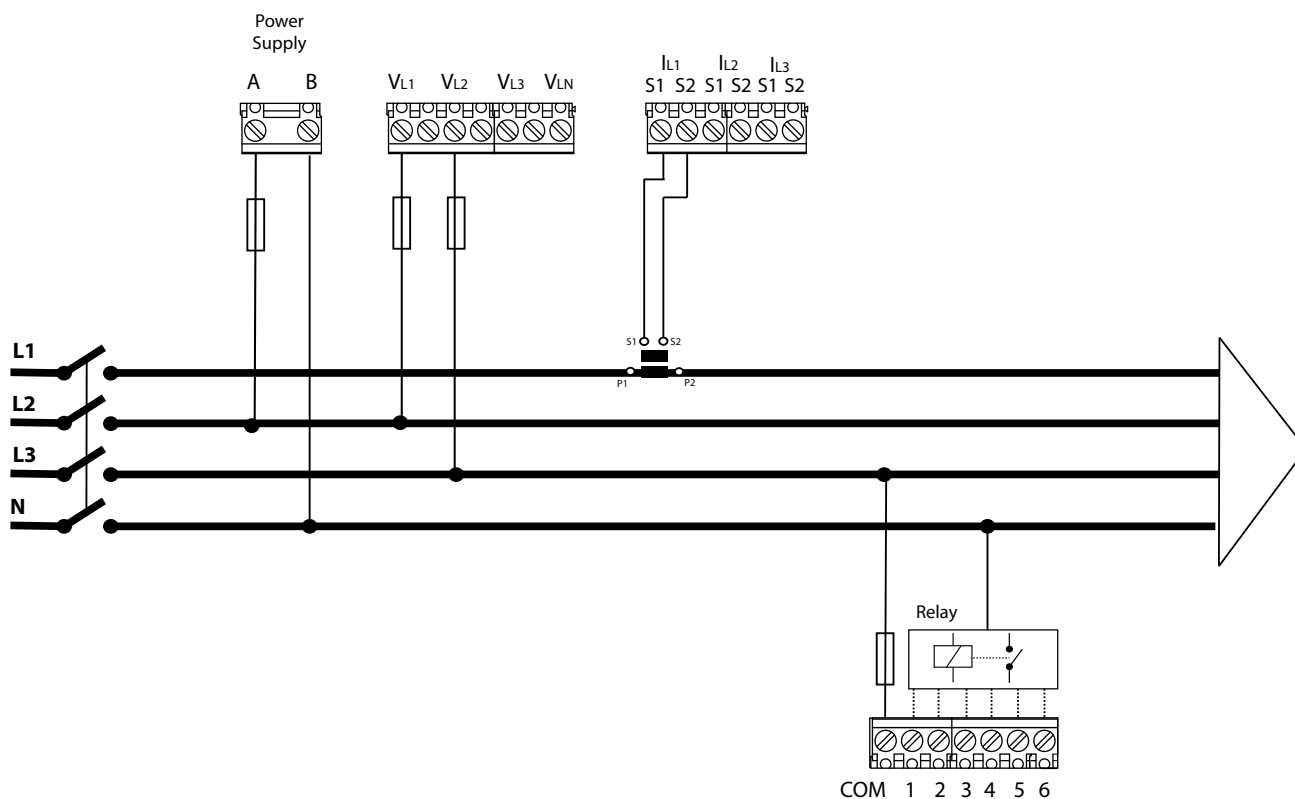 Power
Supply
A B
VL1 VL2 VL3 VLN
IL1 IL2 IL3
S1 S2 S1 S2 S1 S2
S1 S2
L1
P1 P2
L2
L3
N
Relay
COM 1 2 3 4 5 6